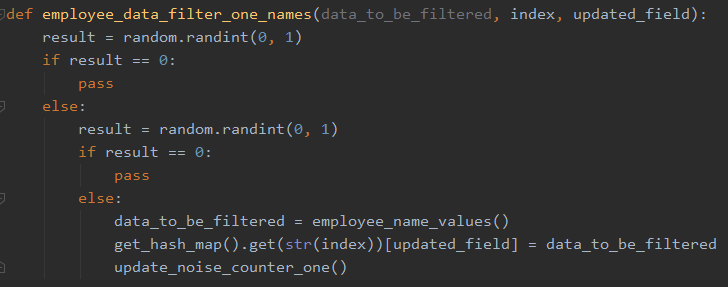 def employee_data_filter_one_names(data_to_be_filtered, index, updated_field):
    result = random.randint(0, 1)
    if result == 0:
        pass
    else:
        result = random.randint(0, 1)
        if result == 0:
            pass
        else:
            data_to_be_filtered = employee_name_values()
            get_hash_map().get(str(index))[updated_field] = data_to_be_filtered
            update_noise_counter_one()